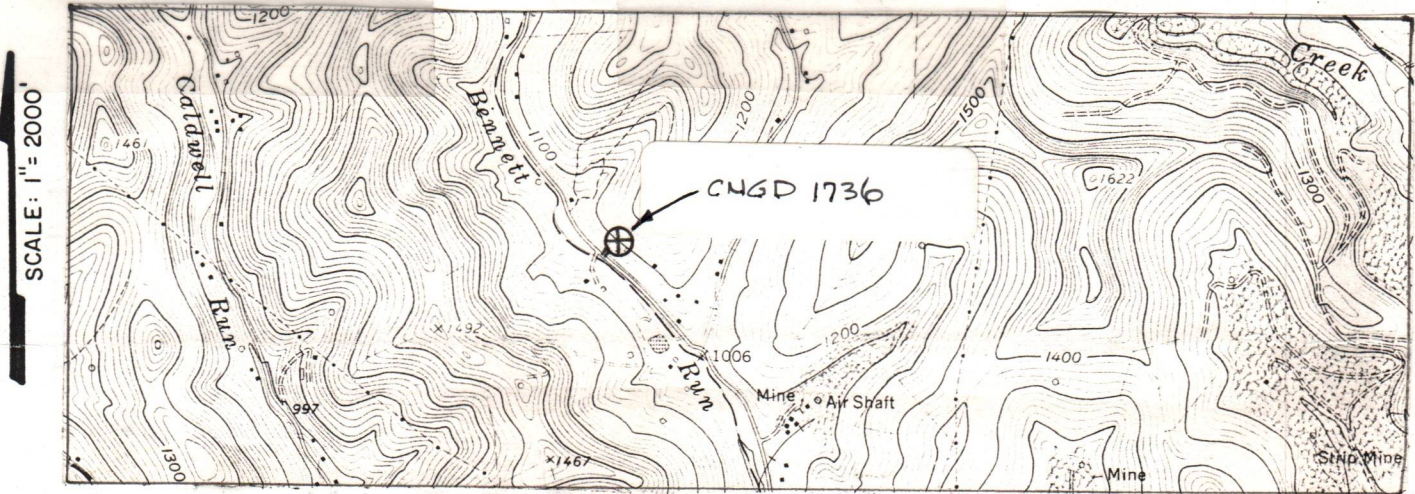 SCALE: 1" = 2000'
1200
Creek
Caldwell
Bennett
1200
1500
1100
1461
1622
1300
CNGD 1736
Run
1492
1200
1006
1400
Run
Mine
Air Shaft
997
1300
1467
Strip Mine
Mine